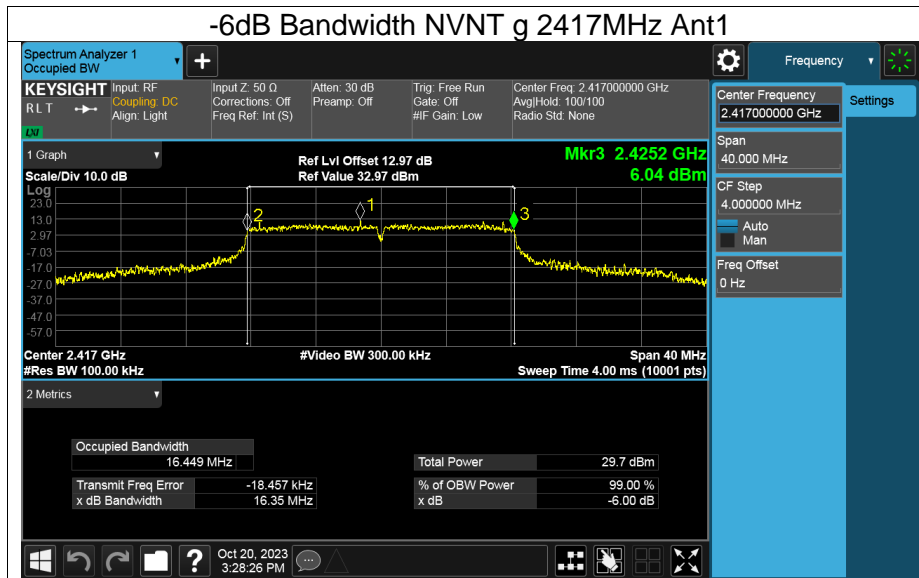 -6dB Bandwidth NVNT g 2417MHz Ant1
Spectrum Analyzer 1
Occupied BW
+
Frequency
KEYSIGHT
R L T
LXI
Input: RF
Coupling: DC
Align: Light
Input Z: 50 Ω
Corrections: Off
Freq Ref: Int (S)
Atten: 30 dB
Preamp: Off
Trig: Free Run
Gate: Off
#IF Gain: Low
Center Freq: 2.417000000 GHz
Avg|Hold: 100/100
Radio Std: None
Center Frequency
2.417000000 GHz
Settings
Span
40.000 MHz
CF Step
4.000000 MHz
Auto
Man
Freq Offset
0 Hz
1 Graph
Scale/Div 10.0 dB
Ref Lvl Offset 12.97 dB
Ref Value 32.97 dBm
Mkr3 2.4252 GHz
6.04 dBm
Log
23.0
13.0
2.97
-7.03
-17.0
-27.0
-37.0
-47.0
-57.0
2
1
3
Center 2.417 GHz
#Res BW 100.00 kHz
#Video BW 300.00 kHz
Span 40 MHz
Sweep Time 4.00 ms (10001 pts)
2 Metrics
Occupied Bandwidth
16.449 MHz
Transmit Freq Error -18.457 kHz
x dB Bandwidth 16.35 MHz
Total Power 29.7 dBm
% of OBW Power 99.00 %
x dB -6.00 dB
?
Oct 20, 2023
3:28:26 PM